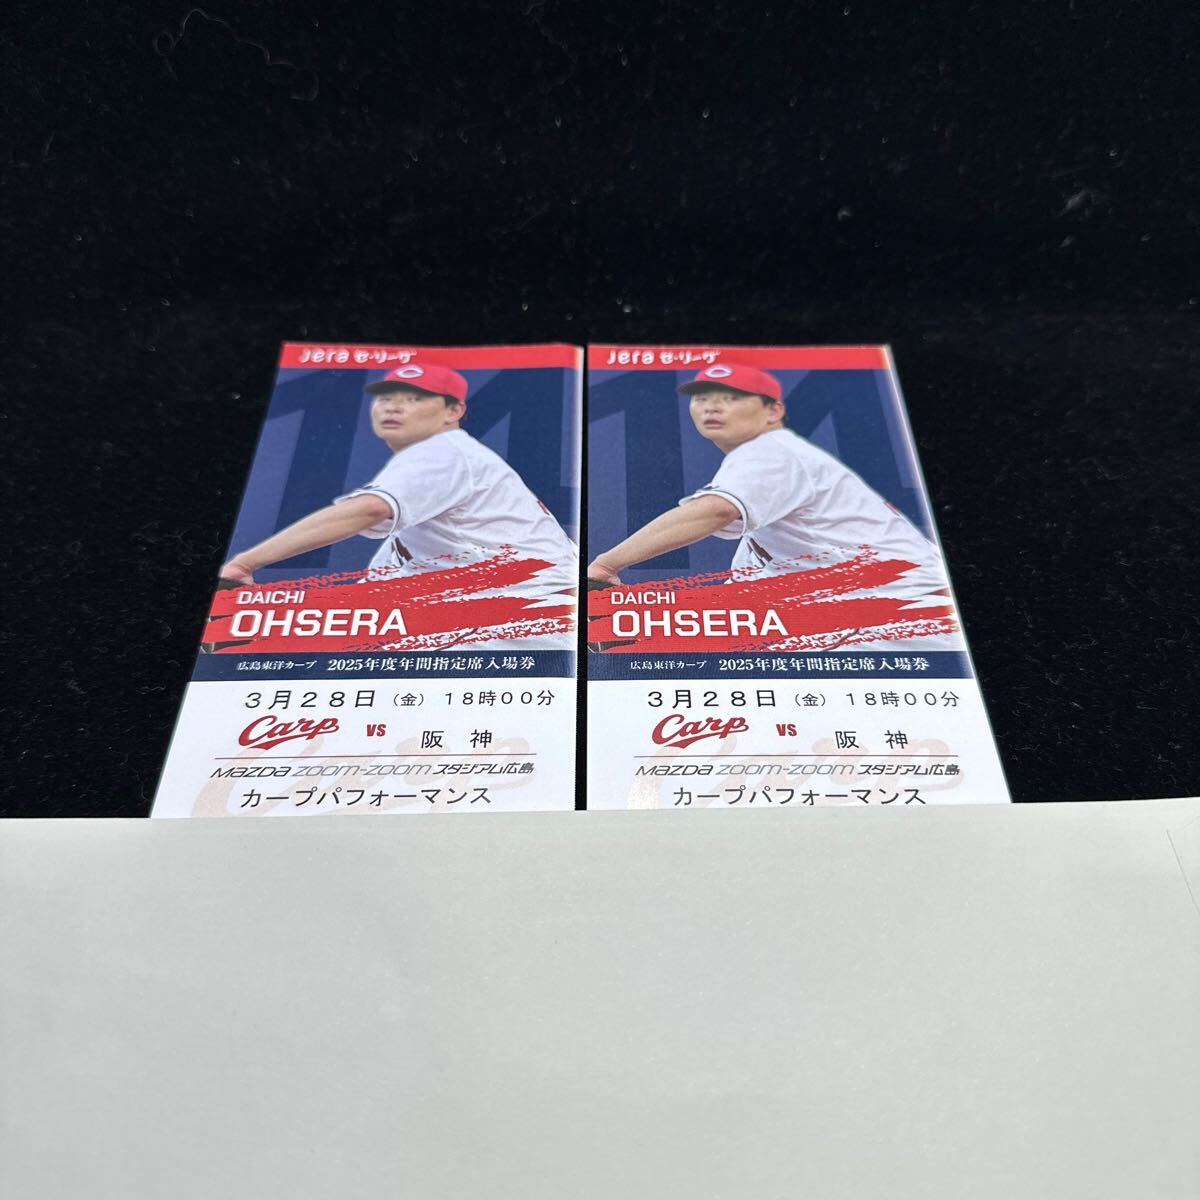 Jera セ・リーグ
14
DAICHI
OHSERA
広島東洋カープ 2025年度年間指定席入場券
3月28日（金）18時00分
Carp vs 阪神
MAZDA ZOOM-ZOOM スタジアム広島
カープパフォーマンス
Jera セ・リーグ
14
DAICHI
OHSERA
広島東洋カープ 2025年度年間指定席入場券
3月28日（金）18時00分
Carp vs 阪神
MAZDA ZOOM-ZOOM スタジアム広島
カープパフォーマンス